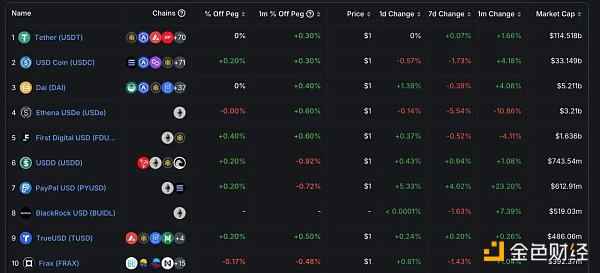 Name Chains % Off Peg 1m % Off Peg Price 1d Change 7d Change 1m Change Market Cap
1 Tether (USDT) +70 0% +0.30% $1 0% +0.07% +1.66% $114.518b
2 USD Coin (USDC) +71 +0.20% +0.30% $1 -0.57% -1.73% +4.18% $33.149b
3 Dai (DAI) +37 0% +0.40% $1 +1.39% -0.39% +4.08% $5.211b
4 Ethena USDe (USDe) -0.00% +0.60% $1 -0.14% -5.54% -10.86% $3.21b
5 First Digital USD (FDU... +0.40% +0.60% $1 +0.37% -0.52% -4.11% $1.636b
6 USDD (USDD) +0.20% -0.92% $1 +0.43% +0.94% +1.08% $743.54m
7 PayPal USD (PYUSD) +0.20% -0.72% $1 +5.33% +4.62% +23.20% $612.91m
8 BlackRock USD (BUIDL) - - $1 < 0.0001% -1.63% +7.39% $519.03m
9 TrueUSD (TUSD) +4 +0.20% +0.50% $1 +0.24% +0.20% +0.26% $496.06m
10 Frax (FRAX) +15 -0.17% -0.48% $1 +0.61% -1.43% +1.04% $392.37m
金色财经